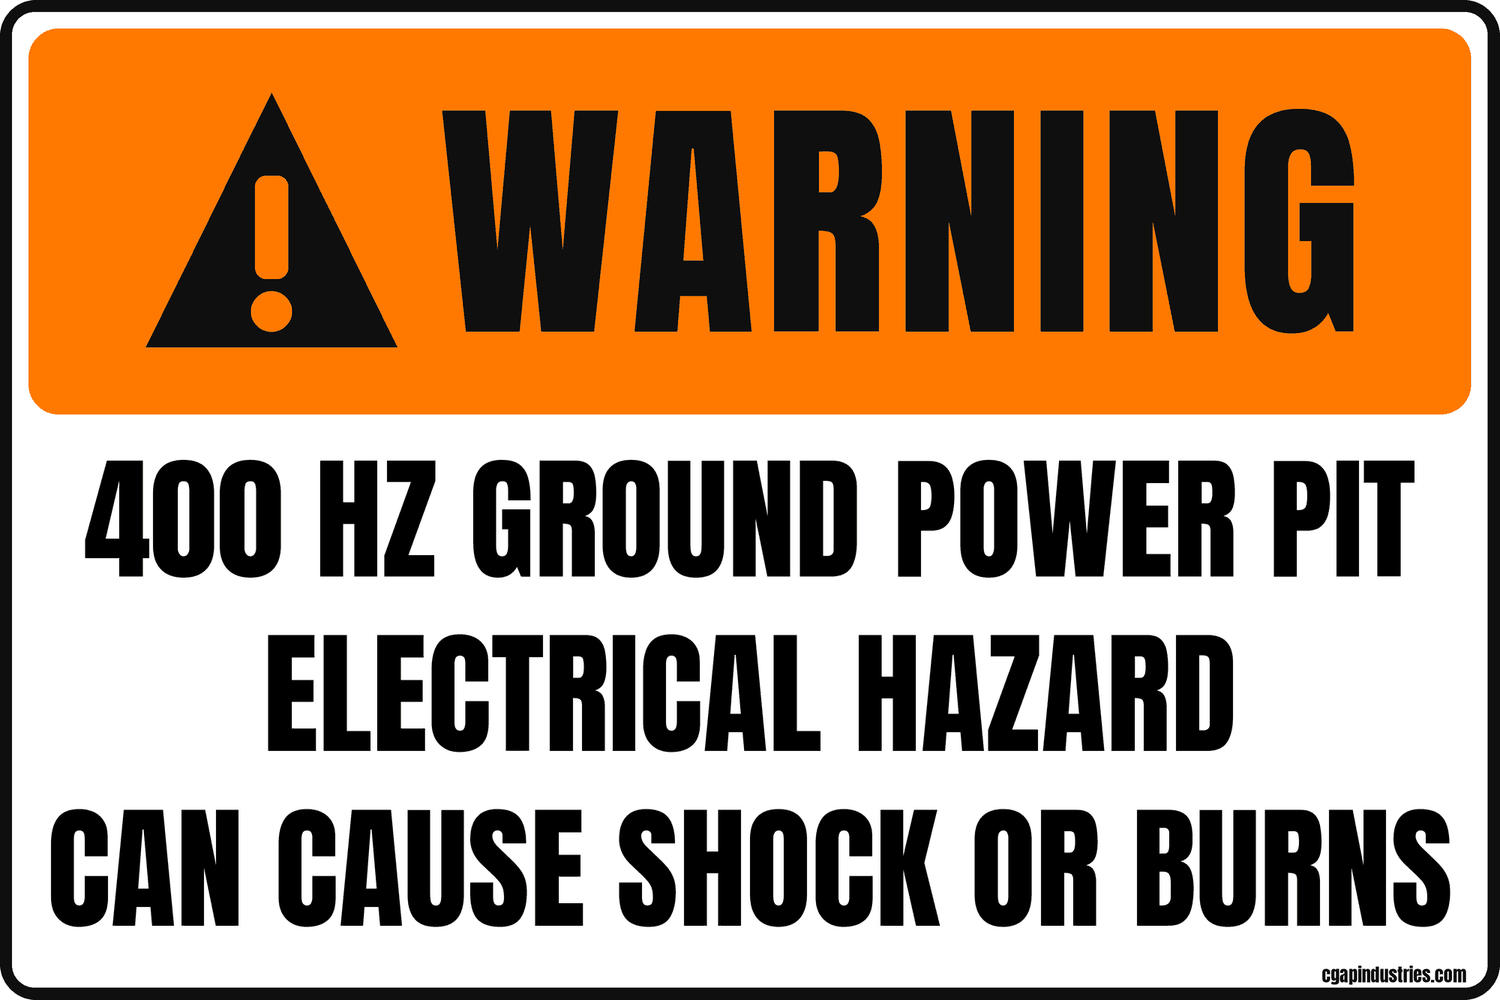 WARNING
400 HZ GROUND POWER PIT
ELECTRICAL HAZARD
CAN CAUSE SHOCK OR BURNS
cgapindustries.com